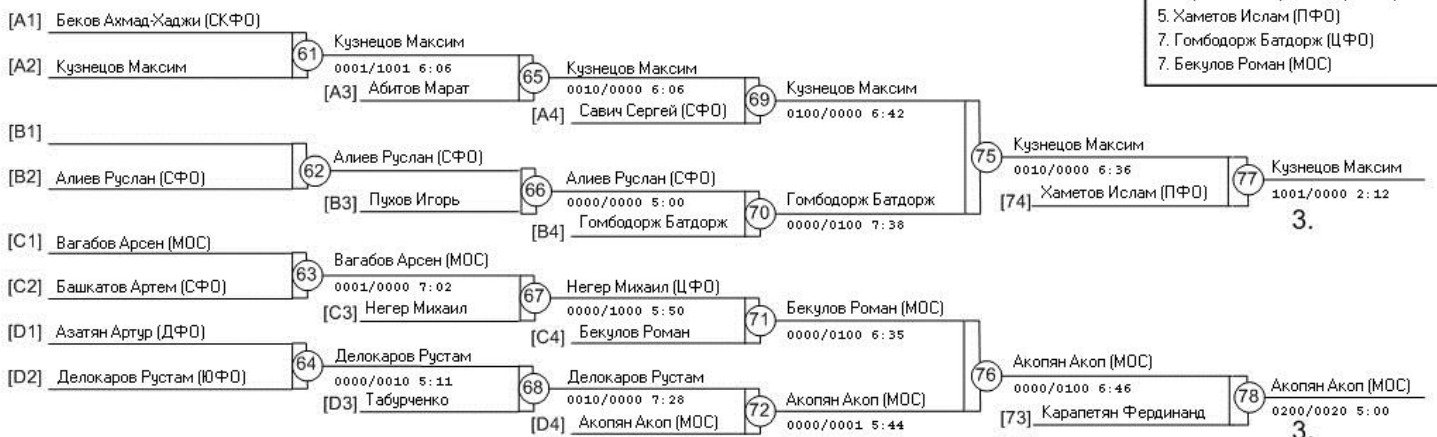 5. Хаметов Ислам (ПФО)
7. Гомбодорж Батдорж (ЦФО)
7. Бекулов Роман (МОС)
[A1] Беков Ахмад-Хаджи (СКФО)
61
Кузнецов Максим
[A2] Кузнецов Максим
0001/1001 6:06
[A3] Абитов Марат
65
Кузнецов Максим
0010/0000 6:06
[A4] Савич Сергей (СФО)
69
Кузнецов Максим
0100/0000 6:42
[B1]
[B2] Алиев Руслан (СФО)
62
Алиев Руслан (СФО)
[B3] Пухов Игорь
66
Алиев Руслан (СФО)
0000/0000 5:00
[B4] Гомбодорж Батдорж
70
Гомбодорж Батдорж
0000/0100 7:38
75
Кузнецов Максим
0010/0000 6:36
[74] Хаметов Ислам (ПФО)
77
Кузнецов Максим
1001/0000 2:12
3.
[C1] Вагабов Арсен (МОС)
[C2] Башкатов Артем (СФО)
63
Вагабов Арсен (МОС)
0001/0000 7:02
[C3] Негер Михаил
67
Негер Михаил (ЦФО)
0000/1000 5:50
[C4] Бекулов Роман
71
Бекулов Роман (МОС)
0000/0100 6:35
[D1] Азатян Артур (ДФО)
[D2] Делокаров Рустам (ЮФО)
64
Делокаров Рустам
0000/0010 5:11
[D3] Табурченко
68
Делокаров Рустам
0010/0000 7:28
[D4] Акопян Акоп (МОС)
72
Акопян Акоп (МОС)
0000/0001 5:44
76
Акопян Акоп (МОС)
0000/0100 6:46
[73] Карапетян Фердинанд
78
Акопян Акоп (МОС)
0200/0020 5:00
3.